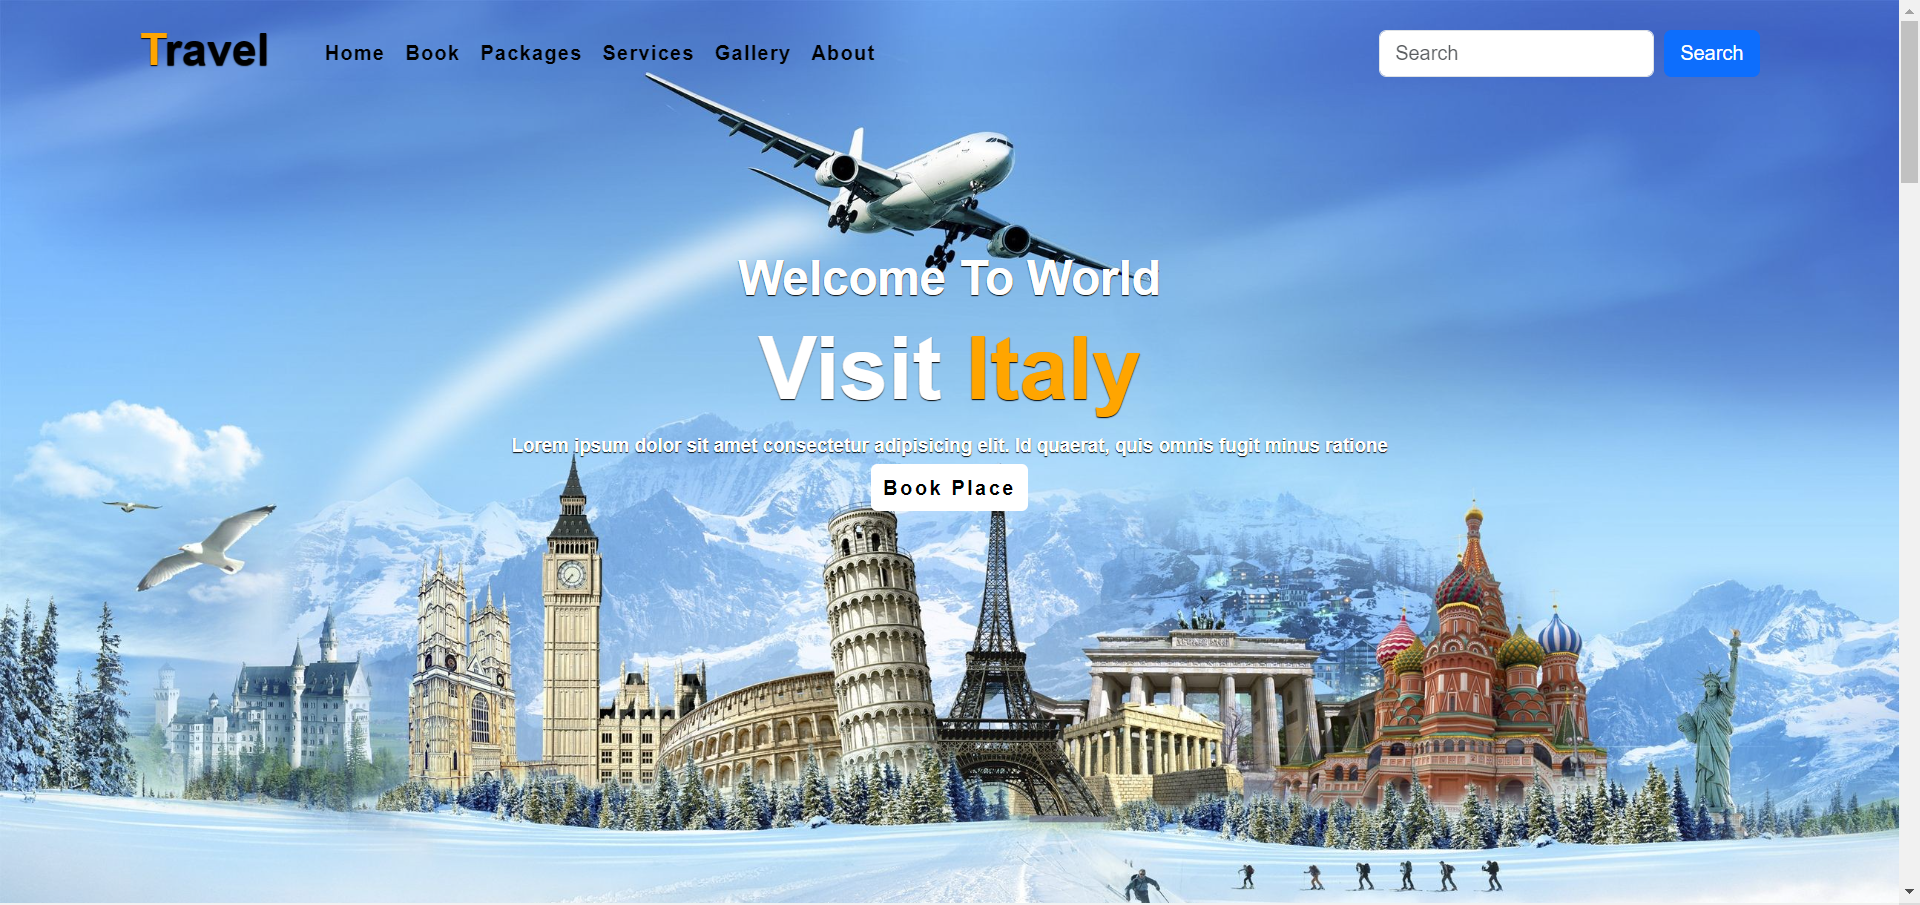 Travel Home Book Packages Services Gallery About Search Search
Welcome To World
Visit Italy
Lorem ipsum dolor sit amet consectetur adipisicing elit. Id quaerat, quis omnis fugit minus ratione
Book Place